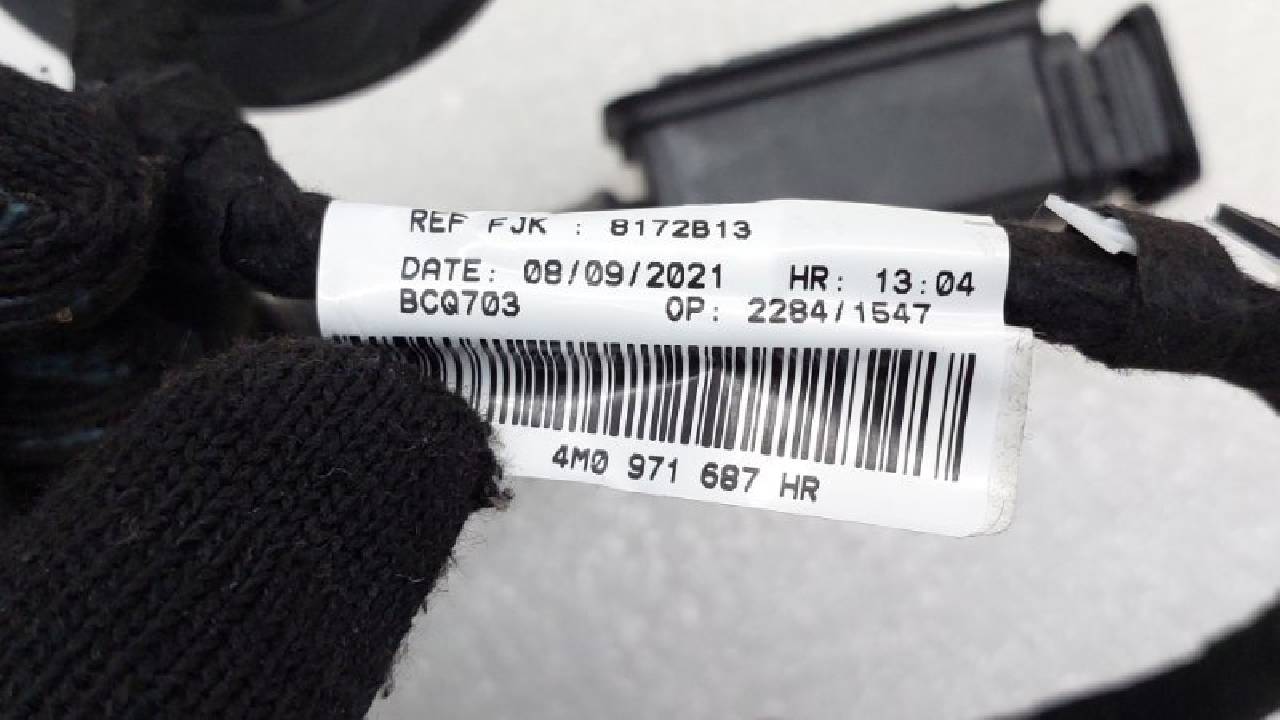 REF FJK : 8172B13
DATE: 08/09/2021 HR: 13:04
BCQ703 OP: 2284/1547
4M0 971 687 HR